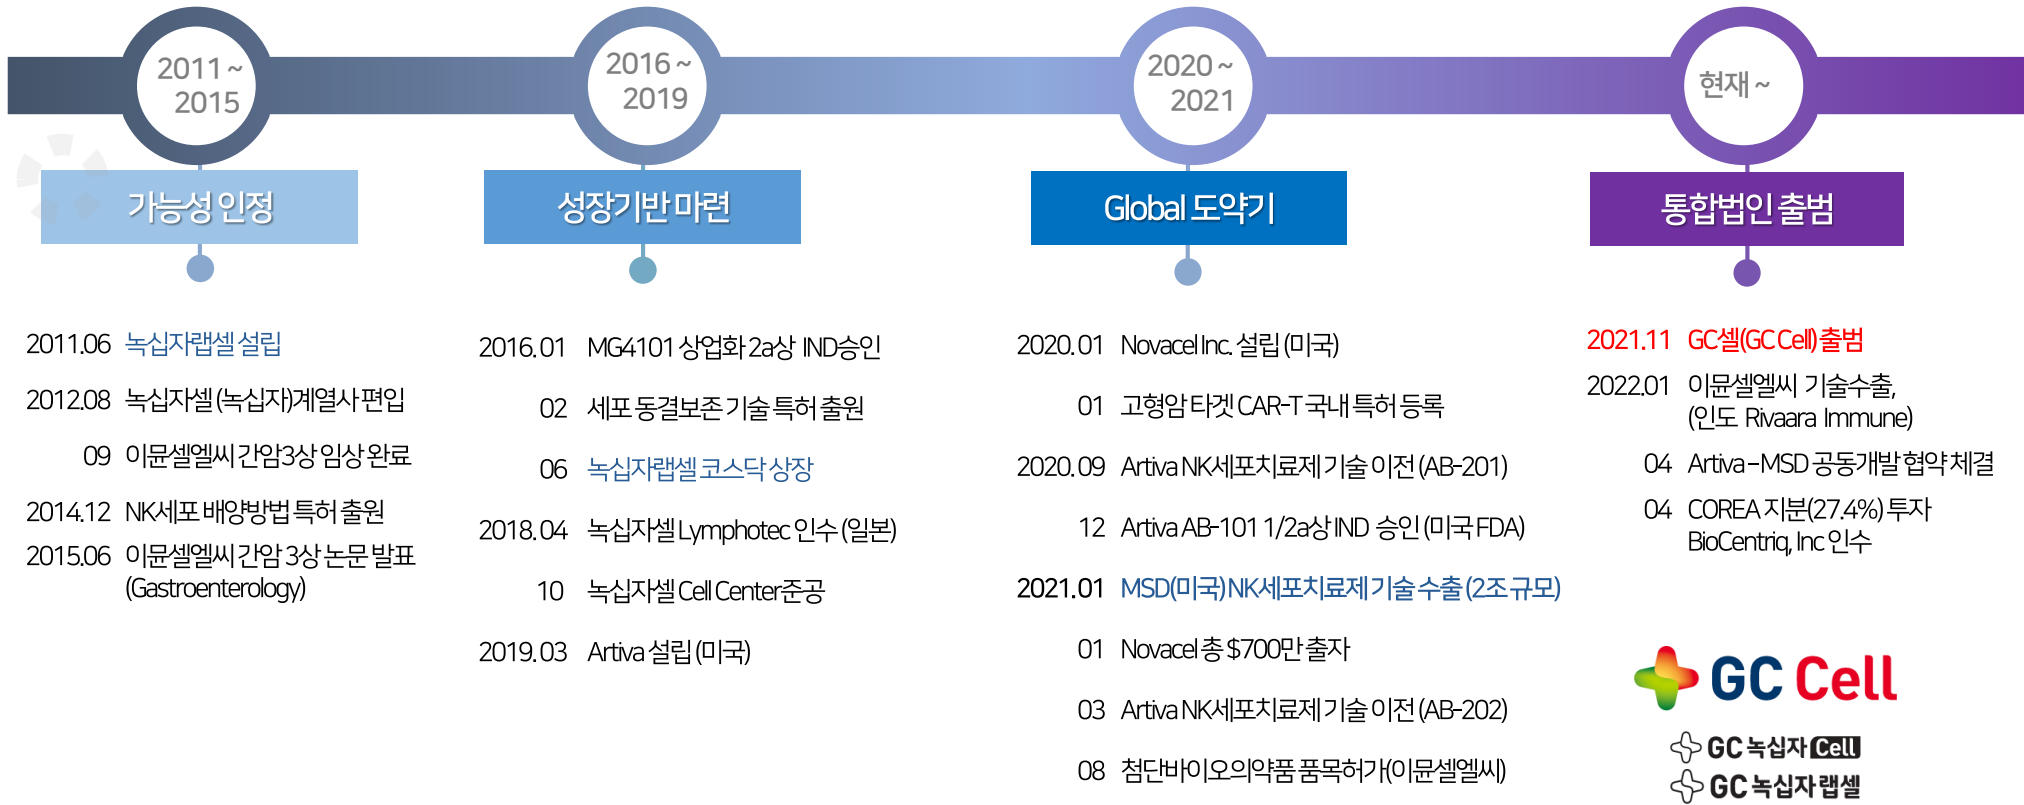 2011 ~
2015
가능성 인정
2011.06 녹십자랩셀 설립
2012.08 녹십자셀 (녹십자)계열사 편입
09 이뮨셀엘씨 간암3상 임상 완료
2014.12 NK세포 배양방법 특허 출원
2015.06 이뮨셀엘씨 간암 3상 논문 발표
(Gastroenterology)
2016 ~
2019
성장기반 마련
2016.01 MG4101 상업화 2a상 IND승인
02 세포 동결보존 기술 특허 출원
06 녹십자랩셀 코스닥 상장
2018.04 녹십자셀 Lymphotec 인수 (일본)
10 녹십자셀 Cell Center준공
2019.03 Artiva 설립 (미국)
2020 ~
2021
Global 도약기
2020.01 Novacel Inc. 설립 (미국)
01 고형암 타겟 CAR-T 국내 특허 등록
2020.09 Artiva NK세포치료제 기술 이전 (AB-201)
12 Artiva AB-101 1/2a상 IND 승인 (미국 FDA)
2021.01 MSD(미국) NK세포치료제 기술 수출 (2조 규모)
01 Novacel 총 $700만 출자
03 Artiva NK세포치료제 기술 이전 (AB-202)
08 첨단바이오의약품 품목허가(이뮨셀엘씨)
현재 ~
통합법인 출범
2021.11 GC셀(GC Cell) 출범
2022.01 이뮨셀엘씨 기술수출,
(인도 Rivaara Immune)
04 Artiva – MSD 공동개발 협약 체결
04 COREA 지분(27.4%) 투자
BioCentriq, Inc 인수
GC Cell
GC 녹십자 Cell
GC 녹십자랩셀